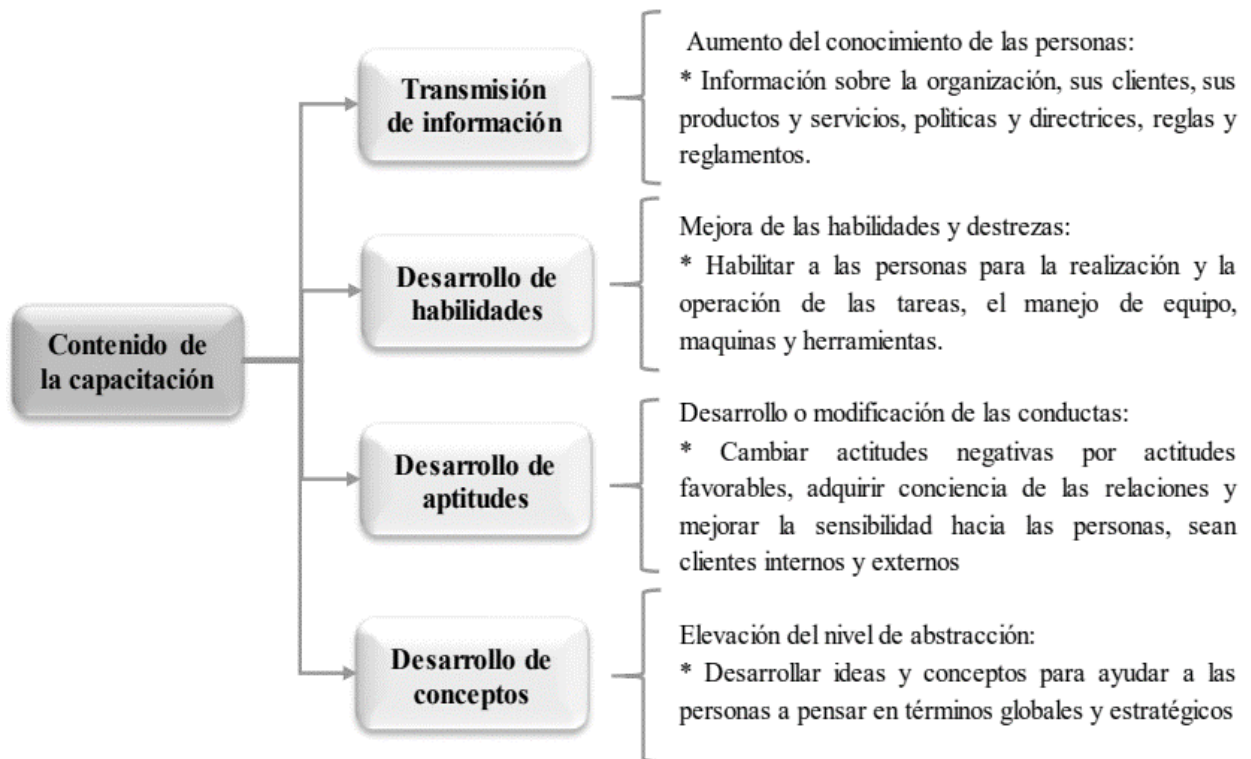 Contenido de
la capacitación
Transmisión
de información
Aumento del conocimiento de las personas:
* Información sobre la organización, sus clientes, sus
productos y servicios, políticas y directrices, reglas y
reglamentos.
Desarrollo de
habilidades
Mejora de las habilidades y destrezas:
* Habilitar a las personas para la realización y la
operación de las tareas, el manejo de equipo,
maquinas y herramientas.
Desarrollo de
aptitudes
Desarrollo o modificación de las conductas:
* Cambiar actitudes negativas por actitudes
favorables, adquirir conciencia de las relaciones y
mejorar la sensibilidad hacia las personas, sean
clientes internos y externos
Desarrollo de
conceptos
Elevación del nivel de abstracción:
* Desarrollar ideas y conceptos para ayudar a las
personas a pensar en términos globales y estratégicos